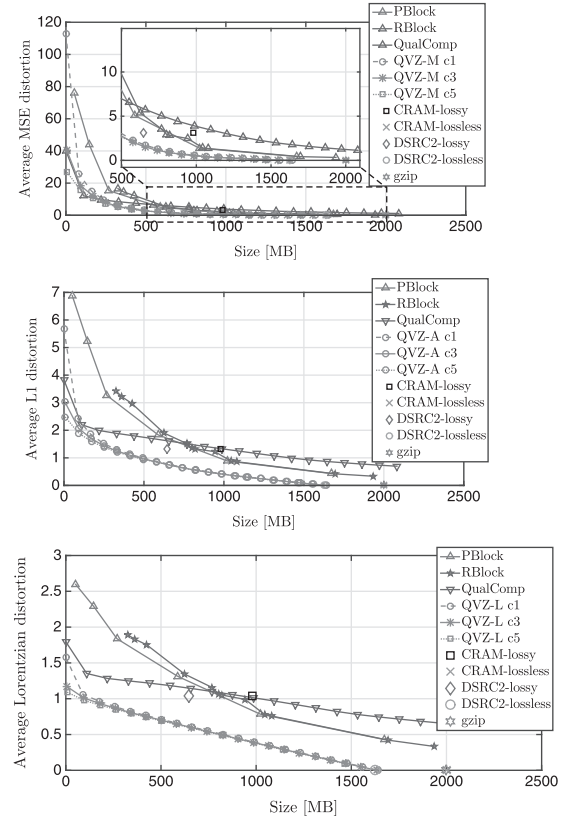 PBlock
RBlock
QualComp
QVZ-M c1
QVZ-M c3
QVZ-M c5
CRAM-lossy
CRAM-lossless
DSRC2-lossy
DSRC2-lossless
gzip
Average MSE distortion
120
100
80
60
40
20
0
10
5
0
500 1000 1500 2000
0 500 1000 1500 2000 2500
Size [MB]
PBlock
RBlock
QualComp
QVZ-A c1
QVZ-A c3
QVZ-A c5
CRAM-lossy
CRAM-lossless
DSRC2-lossy
DSRC2-lossless
gzip
Average L1 distortion
7
6
5
4
3
2
1
0
0 500 1000 1500 2000 2500
Size [MB]
PBlock
RBlock
QualComp
QVZ-L c1
QVZ-L c3
QVZ-L c5
CRAM-lossy
CRAM-lossless
DSRC2-lossy
DSRC2-lossless
gzip
Average Lorentzian distortion
3
2.5
2
1.5
1
0.5
0
0 500 1000 1500 2000 2500
Size [MB]